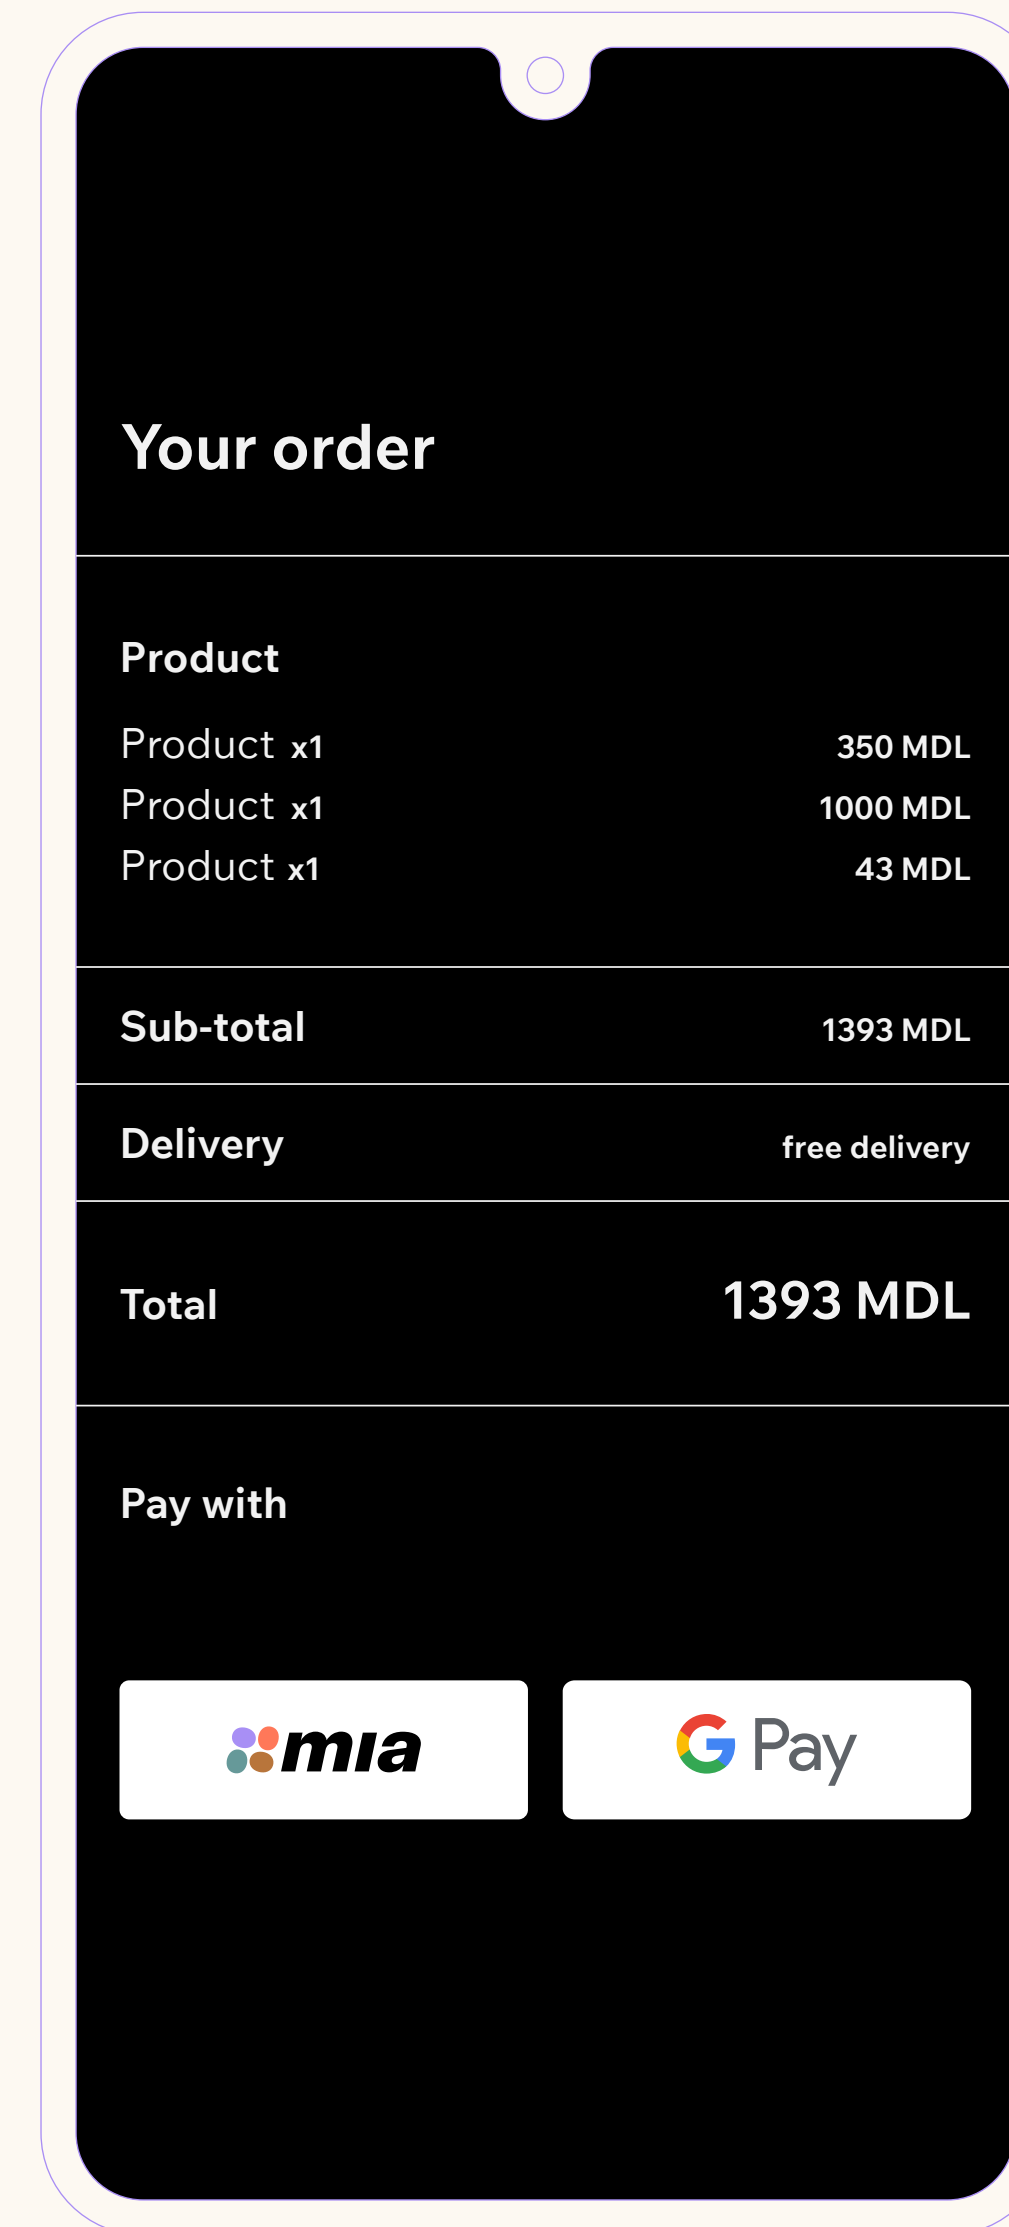 Your order
Product
Product x1 350 MDL
Product x1 1000 MDL
Product x1 43 MDL
Sub-total 1393 MDL
Delivery free delivery
Total 1393 MDL
Pay with
mia G Pay